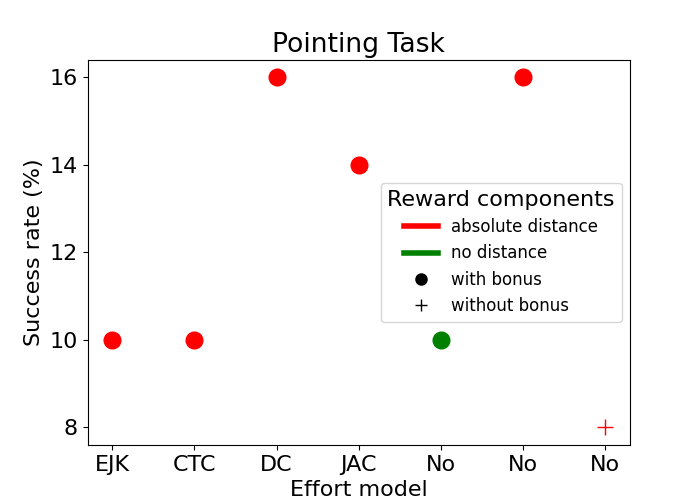 Pointing Task
Success rate (%)
16
14
12
10
8
Reward components
absolute distance
no distance
with bonus
without bonus
EJK CTC DC JAC No No No
Effort model